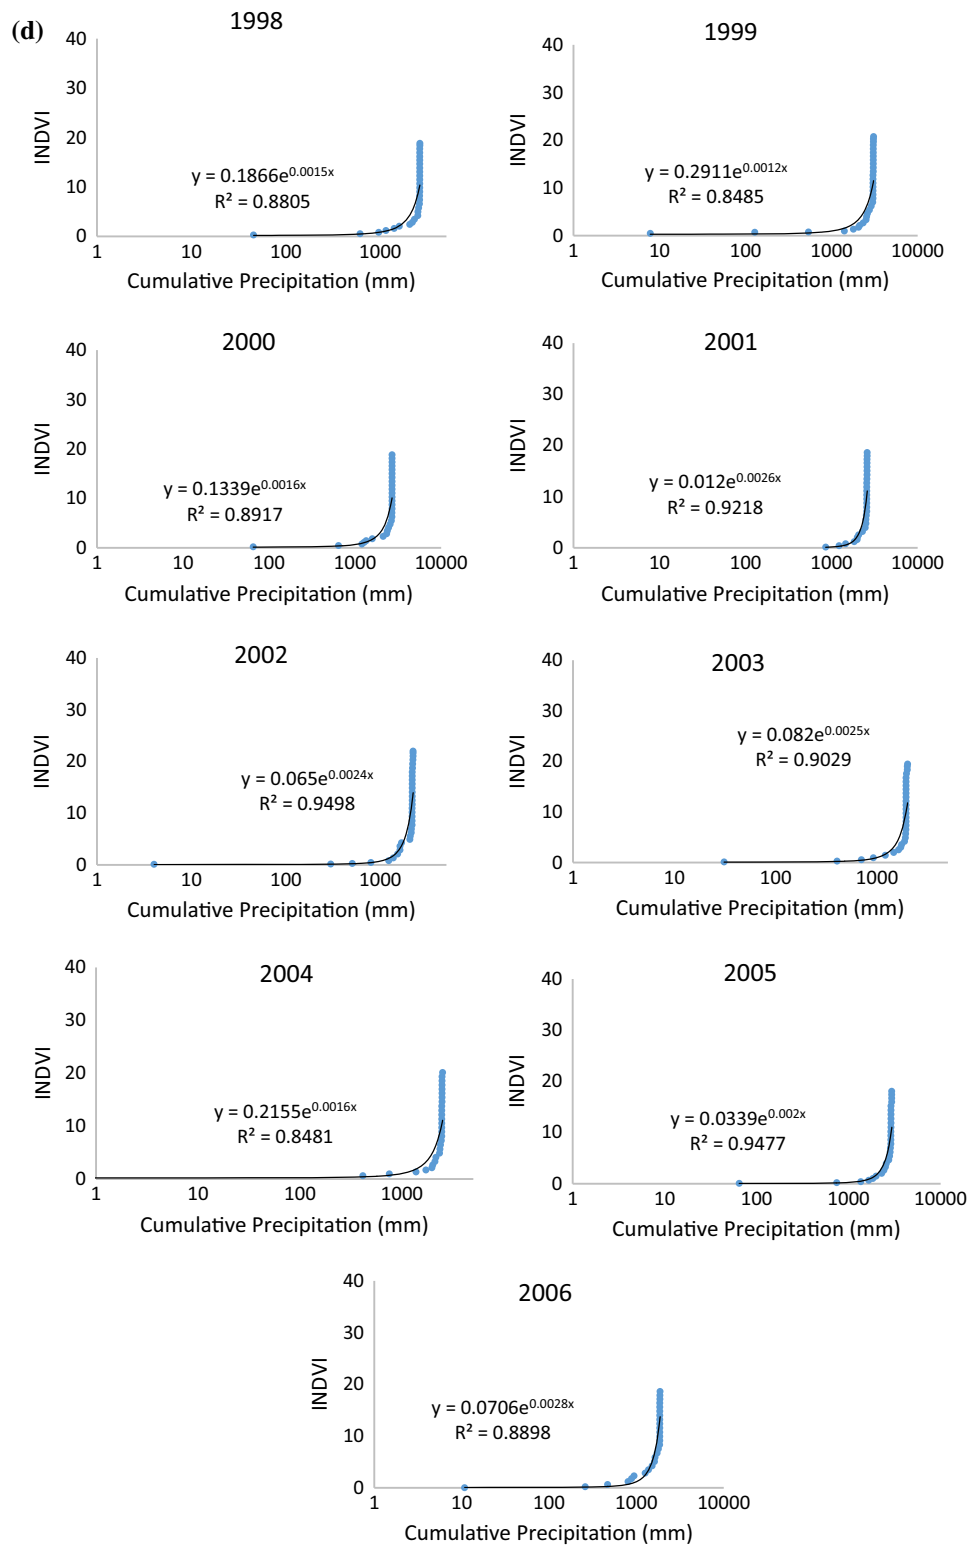 (d)
1998
40
30
20
10
0
INDVI
y = 0.1866e^0.0015x
R² = 0.8805
1 10 100 1000
Cumulative Precipitation (mm)
1999
40
30
20
10
0
INDVI
y = 0.2911e^0.0012x
R² = 0.8485
1 10 100 1000 10000
Cumulative Precipitation (mm)
2000
40
30
20
10
0
INDVI
y = 0.1339e^0.0016x
R² = 0.8917
1 10 100 1000 10000
Cumulative Precipitation (mm)
2001
40
30
20
10
0
INDVI
y = 0.012e^0.0026x
R² = 0.9218
1 10 100 1000 10000
Cumulative Precipitation (mm)
2002
40
30
20
10
0
INDVI
y = 0.065e^0.0024x
R² = 0.9498
1 10 100 1000
Cumulative Precipitation (mm)
2003
40
30
20
10
0
INDVI
y = 0.082e^0.0025x
R² = 0.9029
1 10 100 1000
Cumulative Precipitation (mm)
2004
40
30
20
10
0
INDVI
y = 0.2155e^0.0016x
R² = 0.8481
1 10 100 1000
Cumulative Precipitation (mm)
2005
40
30
20
10
0
INDVI
y = 0.0339e^0.002x
R² = 0.9477
1 10 100 1000 10000
Cumulative Precipitation (mm)
2006
40
30
20
10
0
INDVI
y = 0.0706e^0.0028x
R² = 0.8898
1 10 100 1000 10000
Cumulative Precipitation (mm)